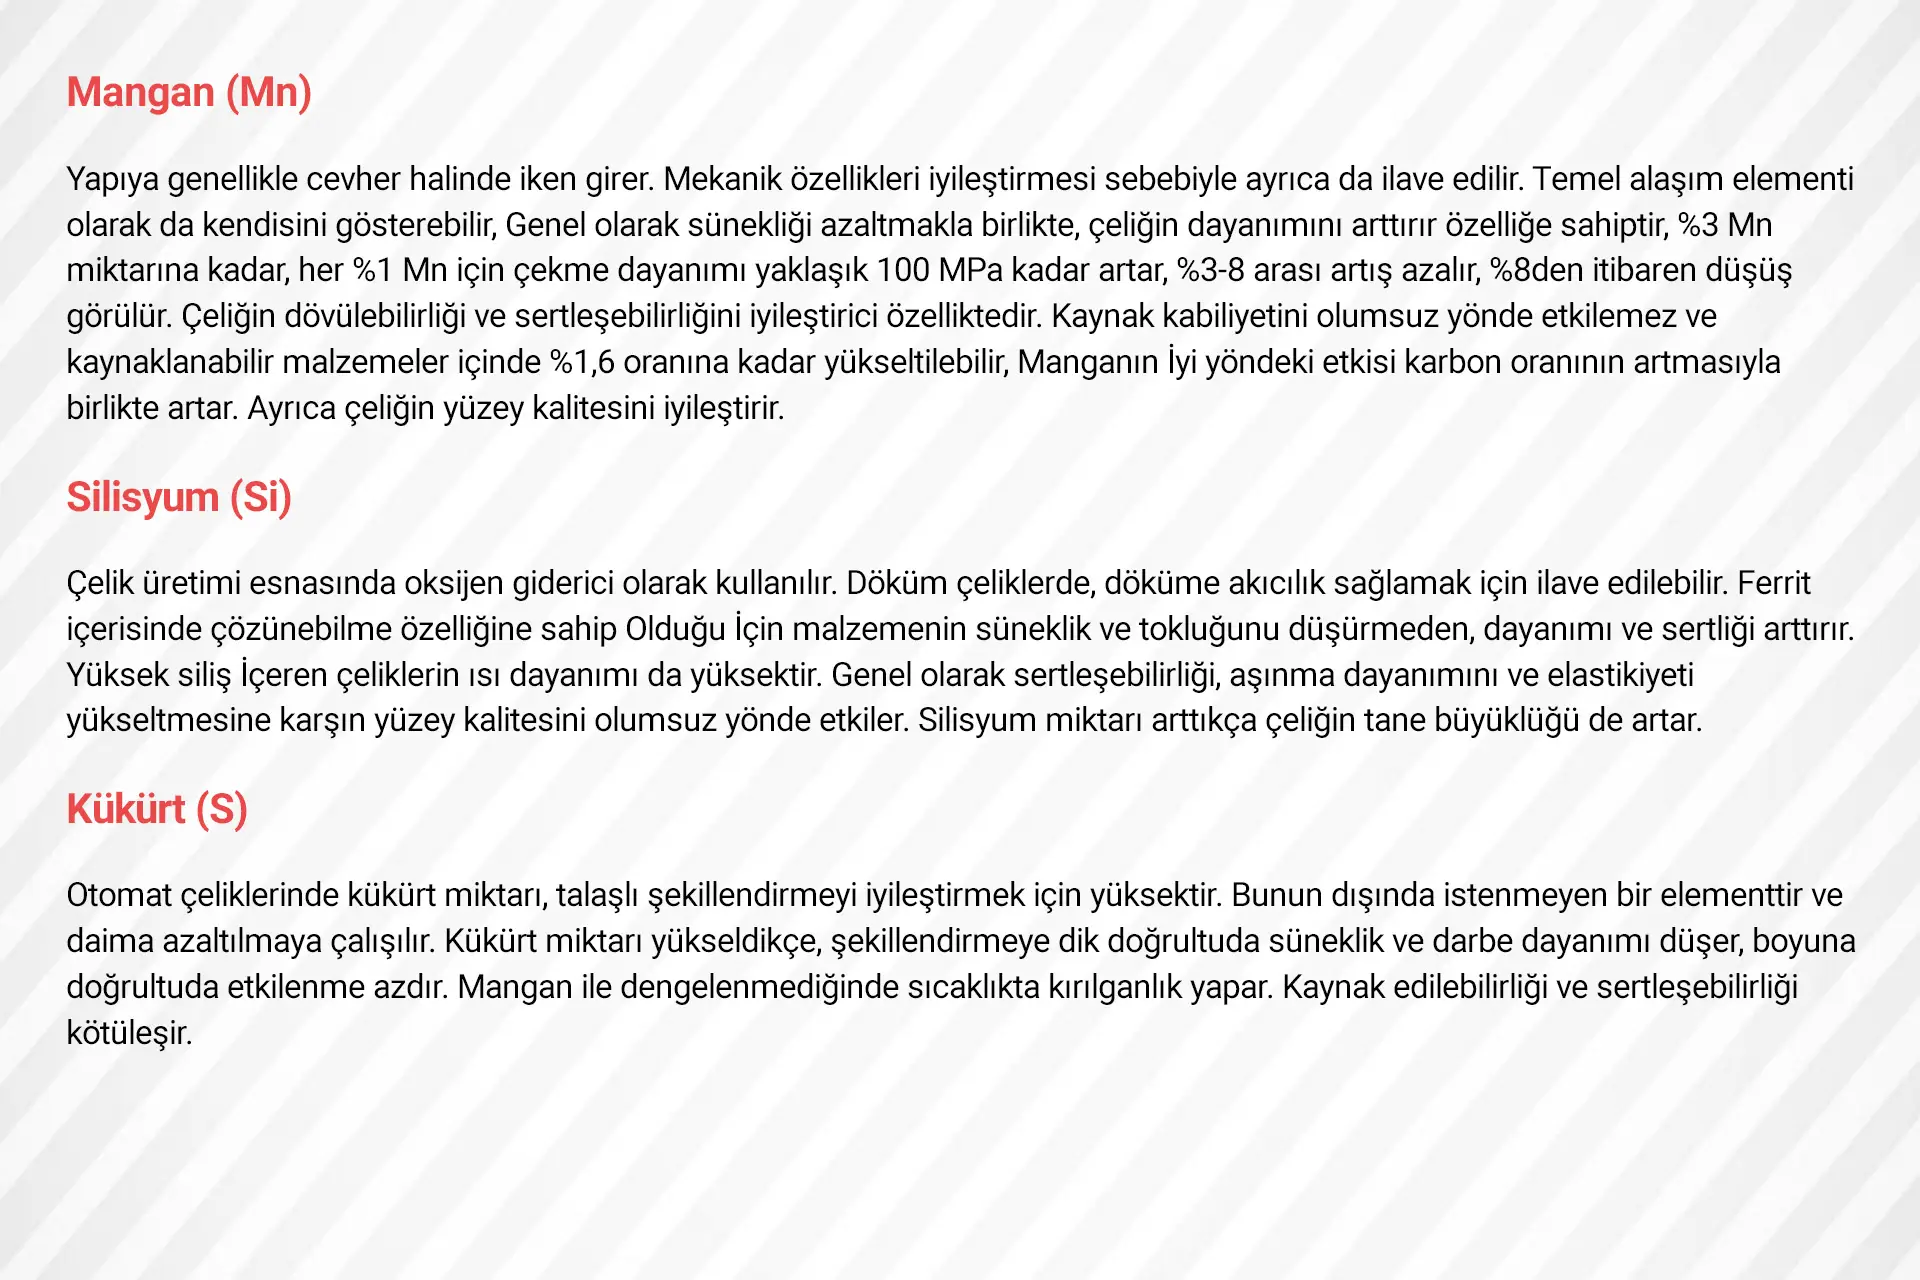 Mangan (Mn)
Yapıya genellikle cevher halinde iken girer. Mekanik özellikleri iyileştirmesi sebebiyle ayrıca da ilave edilir. Temel alaşım elementi
olarak da kendisini gösterebilir, Genel olarak sünekliği azaltmakla birlikte, çeliğin dayanımını arttırır özelliğe sahiptir, %3 Mn
miktarına kadar, her %1 Mn için çekme dayanımı yaklaşık 100 MPa kadar artar, %3-8 arası artış azalır, %8den itibaren düşüş
görülür. Çeliğin dövülebilirliği ve sertleşebilirliğini iyileştirici özelliktedir. Kaynak kabiliyetini olumsuz yönde etkilemez ve
kaynaklanabilir malzemeler içinde %1,6 oranına kadar yükseltilebilir, Manganın İyi yöndeki etkisi karbon oranının artmasıyla
birlikte artar. Ayrıca çeliğin yüzey kalitesini iyileştirir.
Silisyum (Si)
Çelik üretimi esnasında oksijen giderici olarak kullanılır. Döküm çeliklerde, döküme akıcılık sağlamak için ilave edilebilir. Ferrit
içerisinde çözünebilme özelliğine sahip Olduğu İçin malzemenin süneklik ve tokluğunu düşürmeden, dayanımı ve sertliği arttırır.
Yüksek siliş İçeren çeliklerin ısı dayanımı da yüksektir. Genel olarak sertleşebilirliği, aşınma dayanımını ve elastikiyeti
yükseltmesine karşın yüzey kalitesini olumsuz yönde etkiler. Silisyum miktarı arttıkça çeliğin tane büyüklüğü de artar.
Kükürt (S)
Otomat çeliklerinde kükürt miktarı, talaşlı şekillendirmeyi iyileştirmek için yüksektir. Bunun dışında istenmeyen bir elementtir ve
daima azaltılmaya çalışılır. Kükürt miktarı yükseldikçe, şekillendirmeye dik doğrultuda süneklik ve darbe dayanımı düşer, boyuna
doğrultuda etkilenme azdır. Mangan ile dengelenmediğinde sıcaklıkta kırılganlık yapar. Kaynak edilebilirliği ve sertleşebilirliği
kötüleşir.